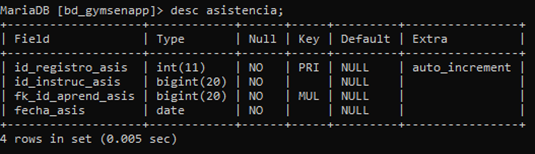 MariaDB [bd_gymsenapp]> desc asistencia;
+------------------+------------+------+-----+---------+----------------+
| Field            | Type       | Null | Key | Default | Extra          |
+------------------+------------+------+-----+---------+----------------+
| id_registro_asis | int(11)    | NO   | PRI | NULL    | auto_increment |
| id_instruc_asis  | bigint(20) | NO   |     | NULL    |                |
| fk_id_aprend_asis | bigint(20) | NO   | MUL | NULL    |                |
| fecha_asis       | date       | NO   |     | NULL    |                |
+------------------+------------+------+-----+---------+----------------+
4 rows in set (0.005 sec)